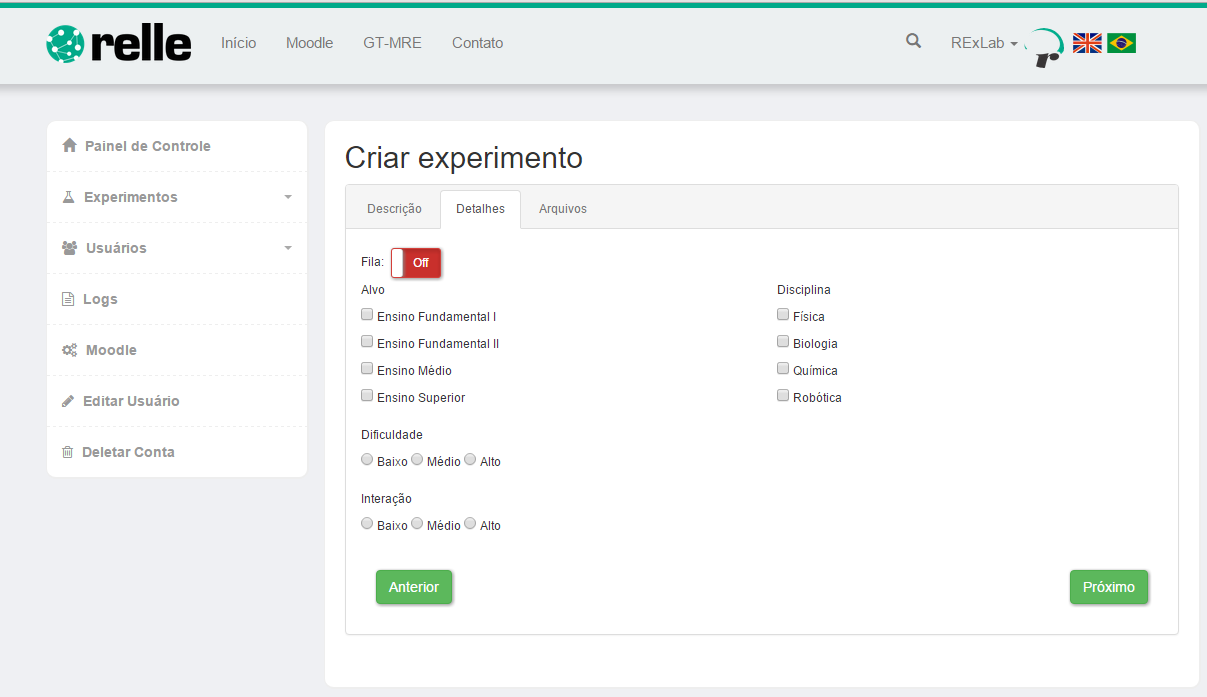 relle Início Moodle GT-MRE Contato RExLab
Painel de Controle
Experimentos
Usuários
Logs
Moodle
Editar Usuário
Deletar Conta
Criar experimento
Descrição Detalhes Arquivos
Fila: Off
Alvo
Ensino Fundamental I
Ensino Fundamental II
Ensino Médio
Ensino Superior
Disciplina
Física
Biologia
Química
Robótica
Dificuldade
Baixo Médio Alto
Interação
Baixo Médio Alto
Anterior Próximo